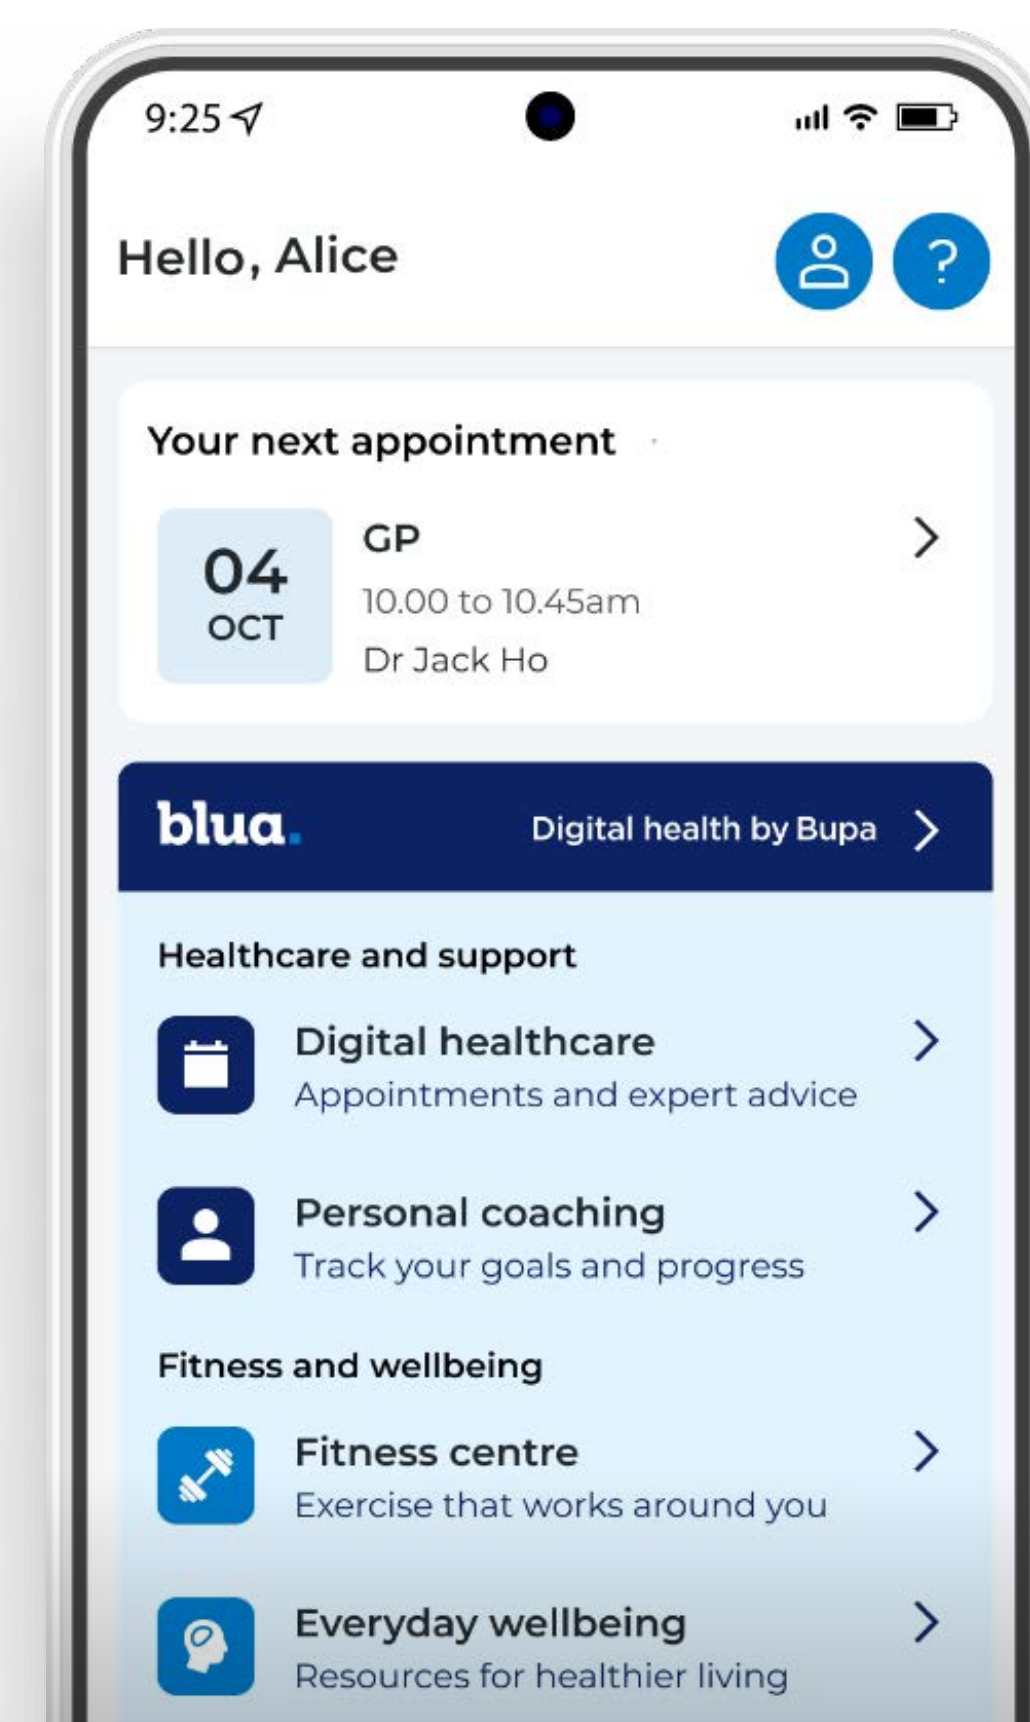 9:25
Hello, Alice
?
Your next appointment
04
OCT
GP
10.00 to 10.45am
Dr Jack Ho
blua.
Digital health by Bupa
Healthcare and support
Digital healthcare
Appointments and expert advice
Personal coaching
Track your goals and progress
Fitness and wellbeing
Fitness centre
Exercise that works around you
Everyday wellbeing
Resources for healthier living